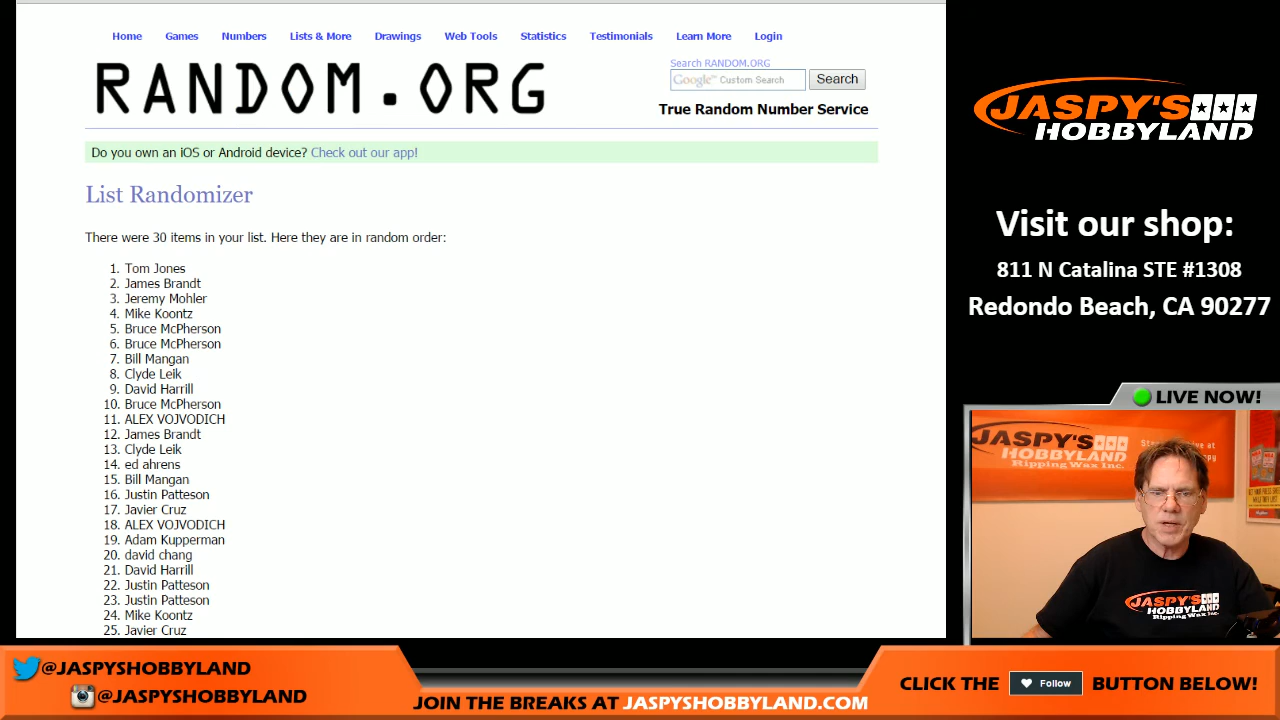 Home Games Numbers Lists & More Drawings Web Tools Statistics Testimonials Learn More Login
RANDOM.ORG
Search RANDOM.ORG
Google™ Custom Search Search
True Random Number Service
Do you own an iOS or Android device? Check out our app!
List Randomizer
There were 30 items in your list. Here they are in random order:
1. Tom Jones
2. James Brandt
3. Jeremy Mohler
4. Mike Koontz
5. Bruce McPherson
6. Bruce McPherson
7. Bill Mangan
8. Clyde Leik
9. David Harrill
10. Bruce McPherson
11. ALEX VOJVODICH
12. James Brandt
13. Clyde Leik
14. ed ahrens
15. Bill Mangan
16. Justin Patteson
17. Javier Cruz
18. ALEX VOJVODICH
19. Adam Kupperman
20. david chang
21. David Harrill
22. Justin Patteson
23. Justin Patteson
24. Mike Koontz
25. Javier Cruz
JASPY'S
HOBBYLAND
Visit our shop:
811 N Catalina STE #1308
Redondo Beach, CA 90277
LIVE NOW!
JASPY'S
HOBBYLAND
Ripping Wax Inc.
JASPY'S
HOBBYLAND
Ripping Wax Inc.
@JASPYSHOBBYLAND
@JASPYSHOBBYLAND
JOIN THE BREAKS AT JASPYSHOBBYLAND.COM
CLICK THE Follow BUTTON BELOW!